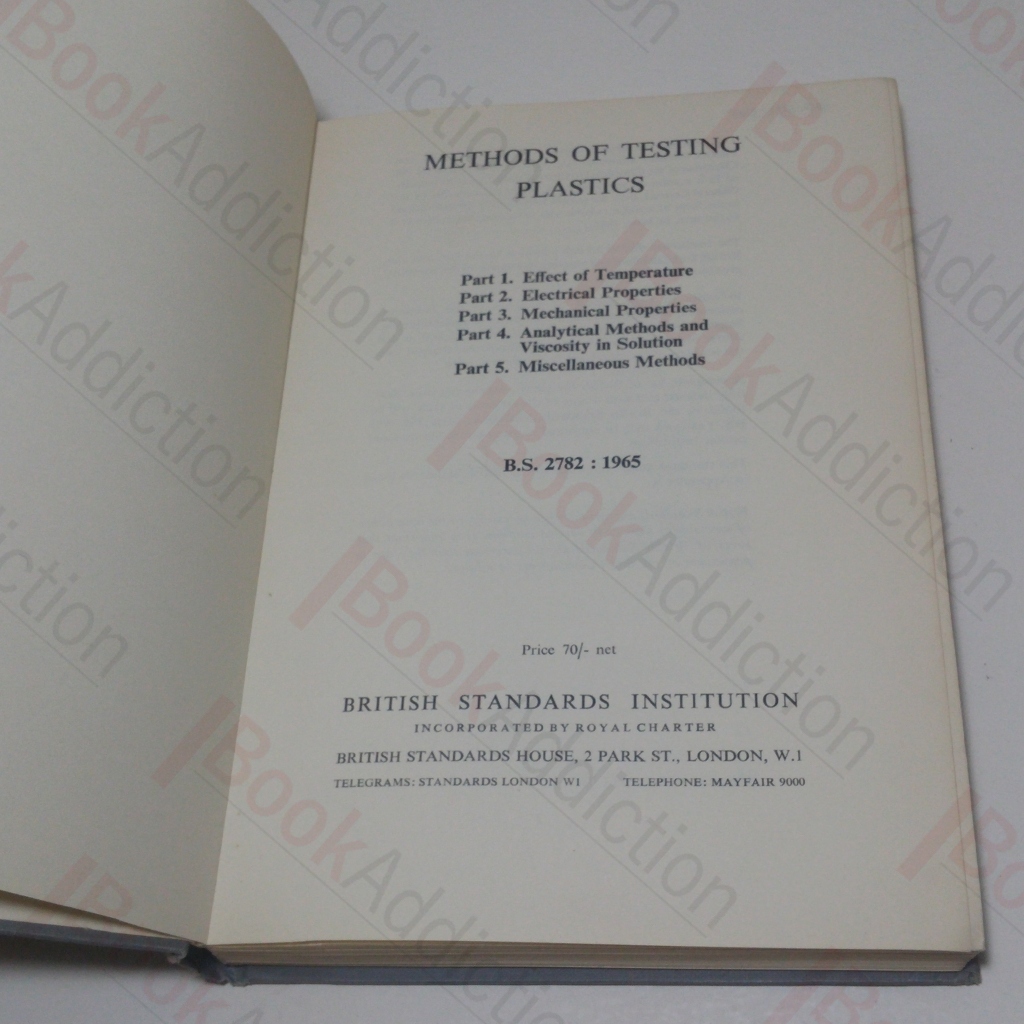 METHODS OF TESTING
PLASTICS
Part 1. Effect of Temperature
Part 2. Electrical Properties
Part 3. Mechanical Properties
Part 4. Analytical Methods and
Viscosity in Solution
Part 5. Miscellaneous Methods
B.S. 2782 : 1965
Price 70/- net
BRITISH STANDARDS INSTITUTION
INCORPORATED BY ROYAL CHARTER
BRITISH STANDARDS HOUSE, 2 PARK ST., LONDON, W.1
TELEGRAMS: STANDARDS LONDON W1 TELEPHONE: MAYFAIR 9000
BookAddiction